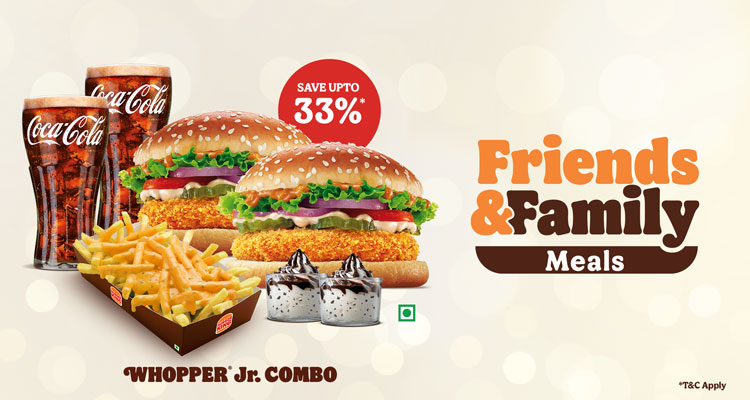 Coca-Cola
Coca-Cola
SAVE UPTO
33%*
Friends
&Family
Meals
WHOPPER® Jr. COMBO
*T&C Apply